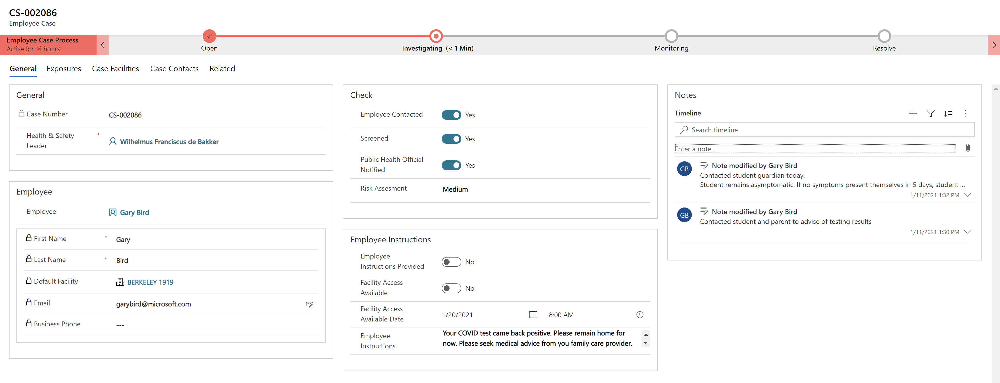 CS-002086
Employee Case
Employee Case Process
Active for 14 hours
Open
Investigating (< 1 Min)
Monitoring
Resolve
General
Exposures
Case Facilities
Case Contacts
Related
General
Case Number
CS-002086
Health & Safety
Leader
*
Wilhelmus Franciscus de Bakker
Employee
Employee
Gary Bird
First Name
+
Gary
Last Name
*
Bird
Default Facility
BERKELEY 1919
Email
garybird@microsoft.com
Business Phone
---
Check
Employee Contacted
Yes
Screened
Yes
Public Health Official
Notified
Yes
Risk Assesment
Medium
Employee Instructions
Employee
Instructions Provided
No
Facility Access
Available
No
Facility Access
Available Date
1/20/2021
8:00 AM
Employee
Instructions
Your COVID test came back positive. Please remain home for
now. Please seek medical advice from you family care provider.
Notes
Timeline
Search timeline
Enter a note...
GB
Note modified by Gary Bird
Contacted student guardian today.
Student remains asymptomatic. If no symptoms present themselves in 5 days, student ...
1/11/2021 1:32 PM
GB
Note modified by Gary Bird
Contacted student and parent to advise of testing results
1/11/2021 1:30 PM